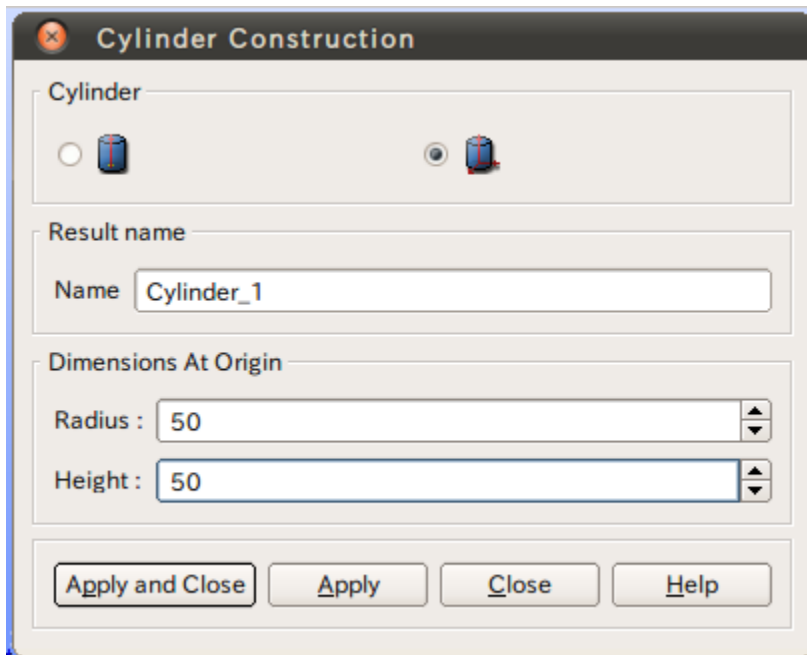 Cylinder Construction
Cylinder
Result name
Name Cylinder_1
Dimensions At Origin
Radius : 50
Height : 50
Apply and Close Apply Close Help